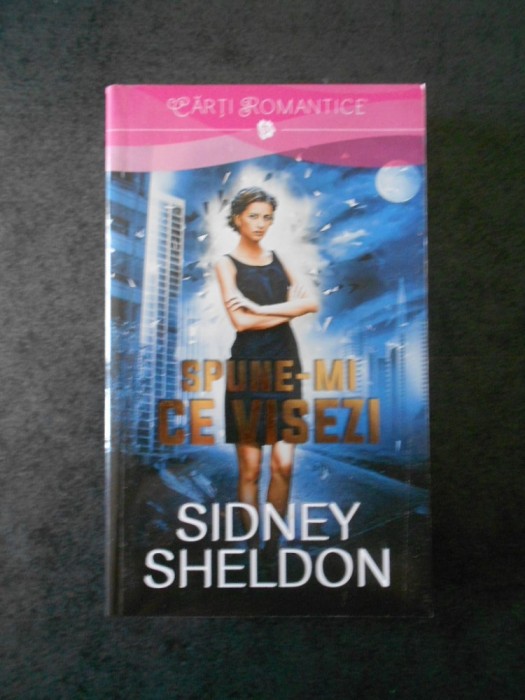 CĂRȚI ROMANTICE
SPUNE-MI
CE VISEZI
SIDNEY
SHELDON